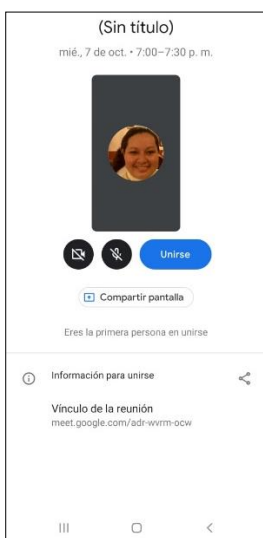 (Sin título)
mié., 7 de oct. • 7:00–7:30 p. m.
Unirse
Compartir pantalla
Eres la primera persona en unirse
Información para unirse
Vínculo de la reunión
meet.google.com/adr-wvrm-ocw